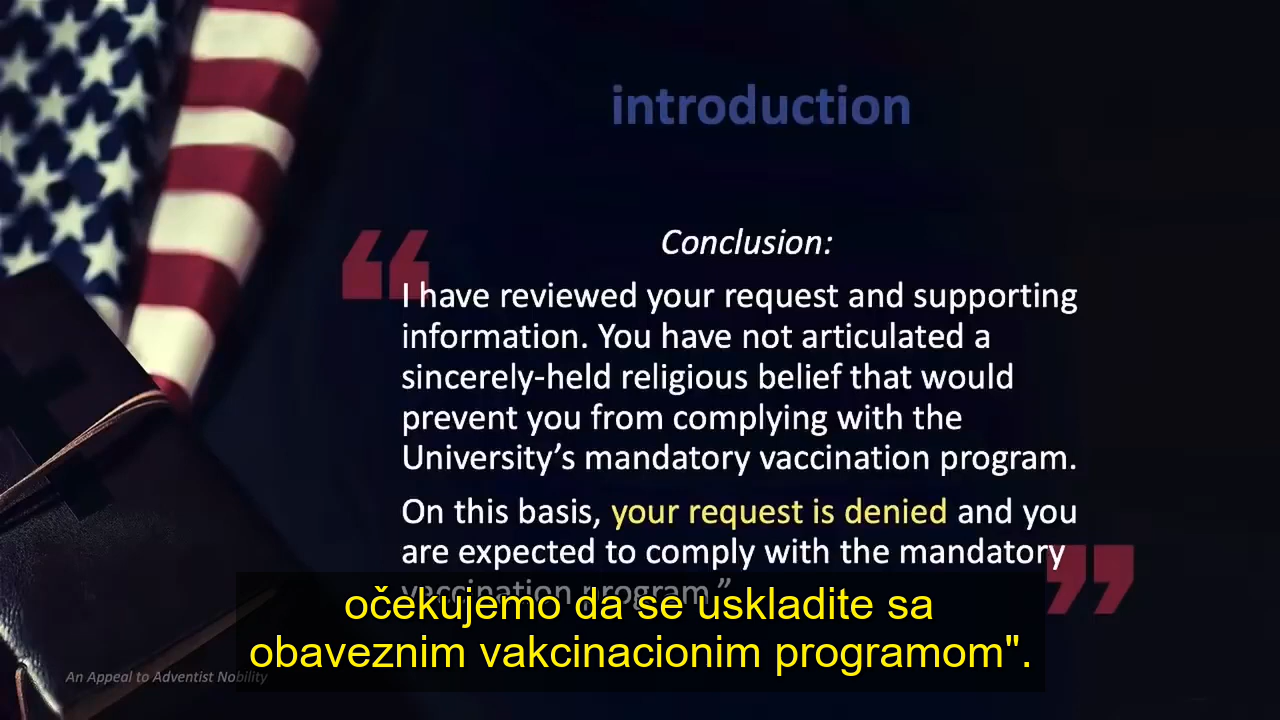 introduction
“
Conclusion:
I have reviewed your request and supporting
information. You have not articulated a
sincerely-held religious belief that would
prevent you from complying with the
University’s mandatory vaccination program.
On this basis, your request is denied and you
are expected to comply with the mandatory
vaccination program.”
”
očekujemo da se uskladite sa
obaveznim vakcinacionim programom".
An Appeal to Adventist Nobility